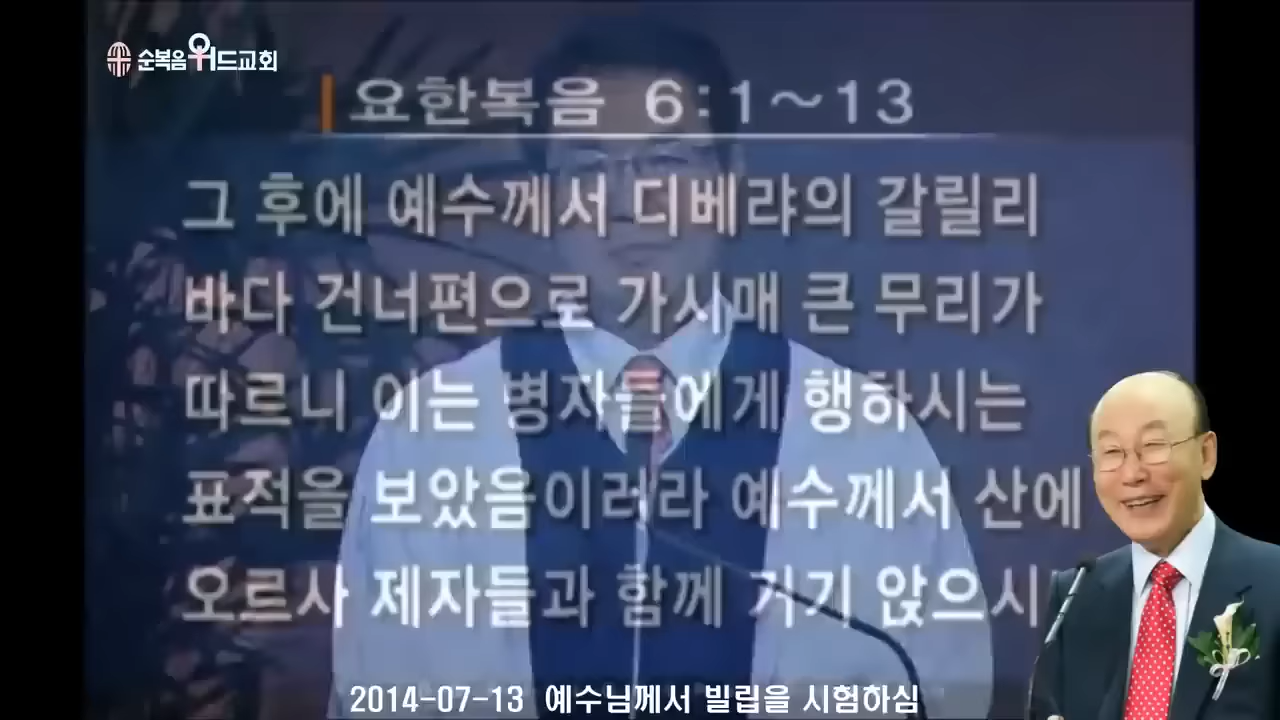 순복음워드교회
요한복음 6:1~13
그 후에 예수께서 디베랴의 갈릴리
바다 건너편으로 가시매 큰 무리가
따르니 이는 병자들에게 행하시는
표적을 보았음이러라 예수께서 산에
오르사 제자들과 함께 거기 앉으시
2014-07-13 예수님께서 빌립을 시험하심